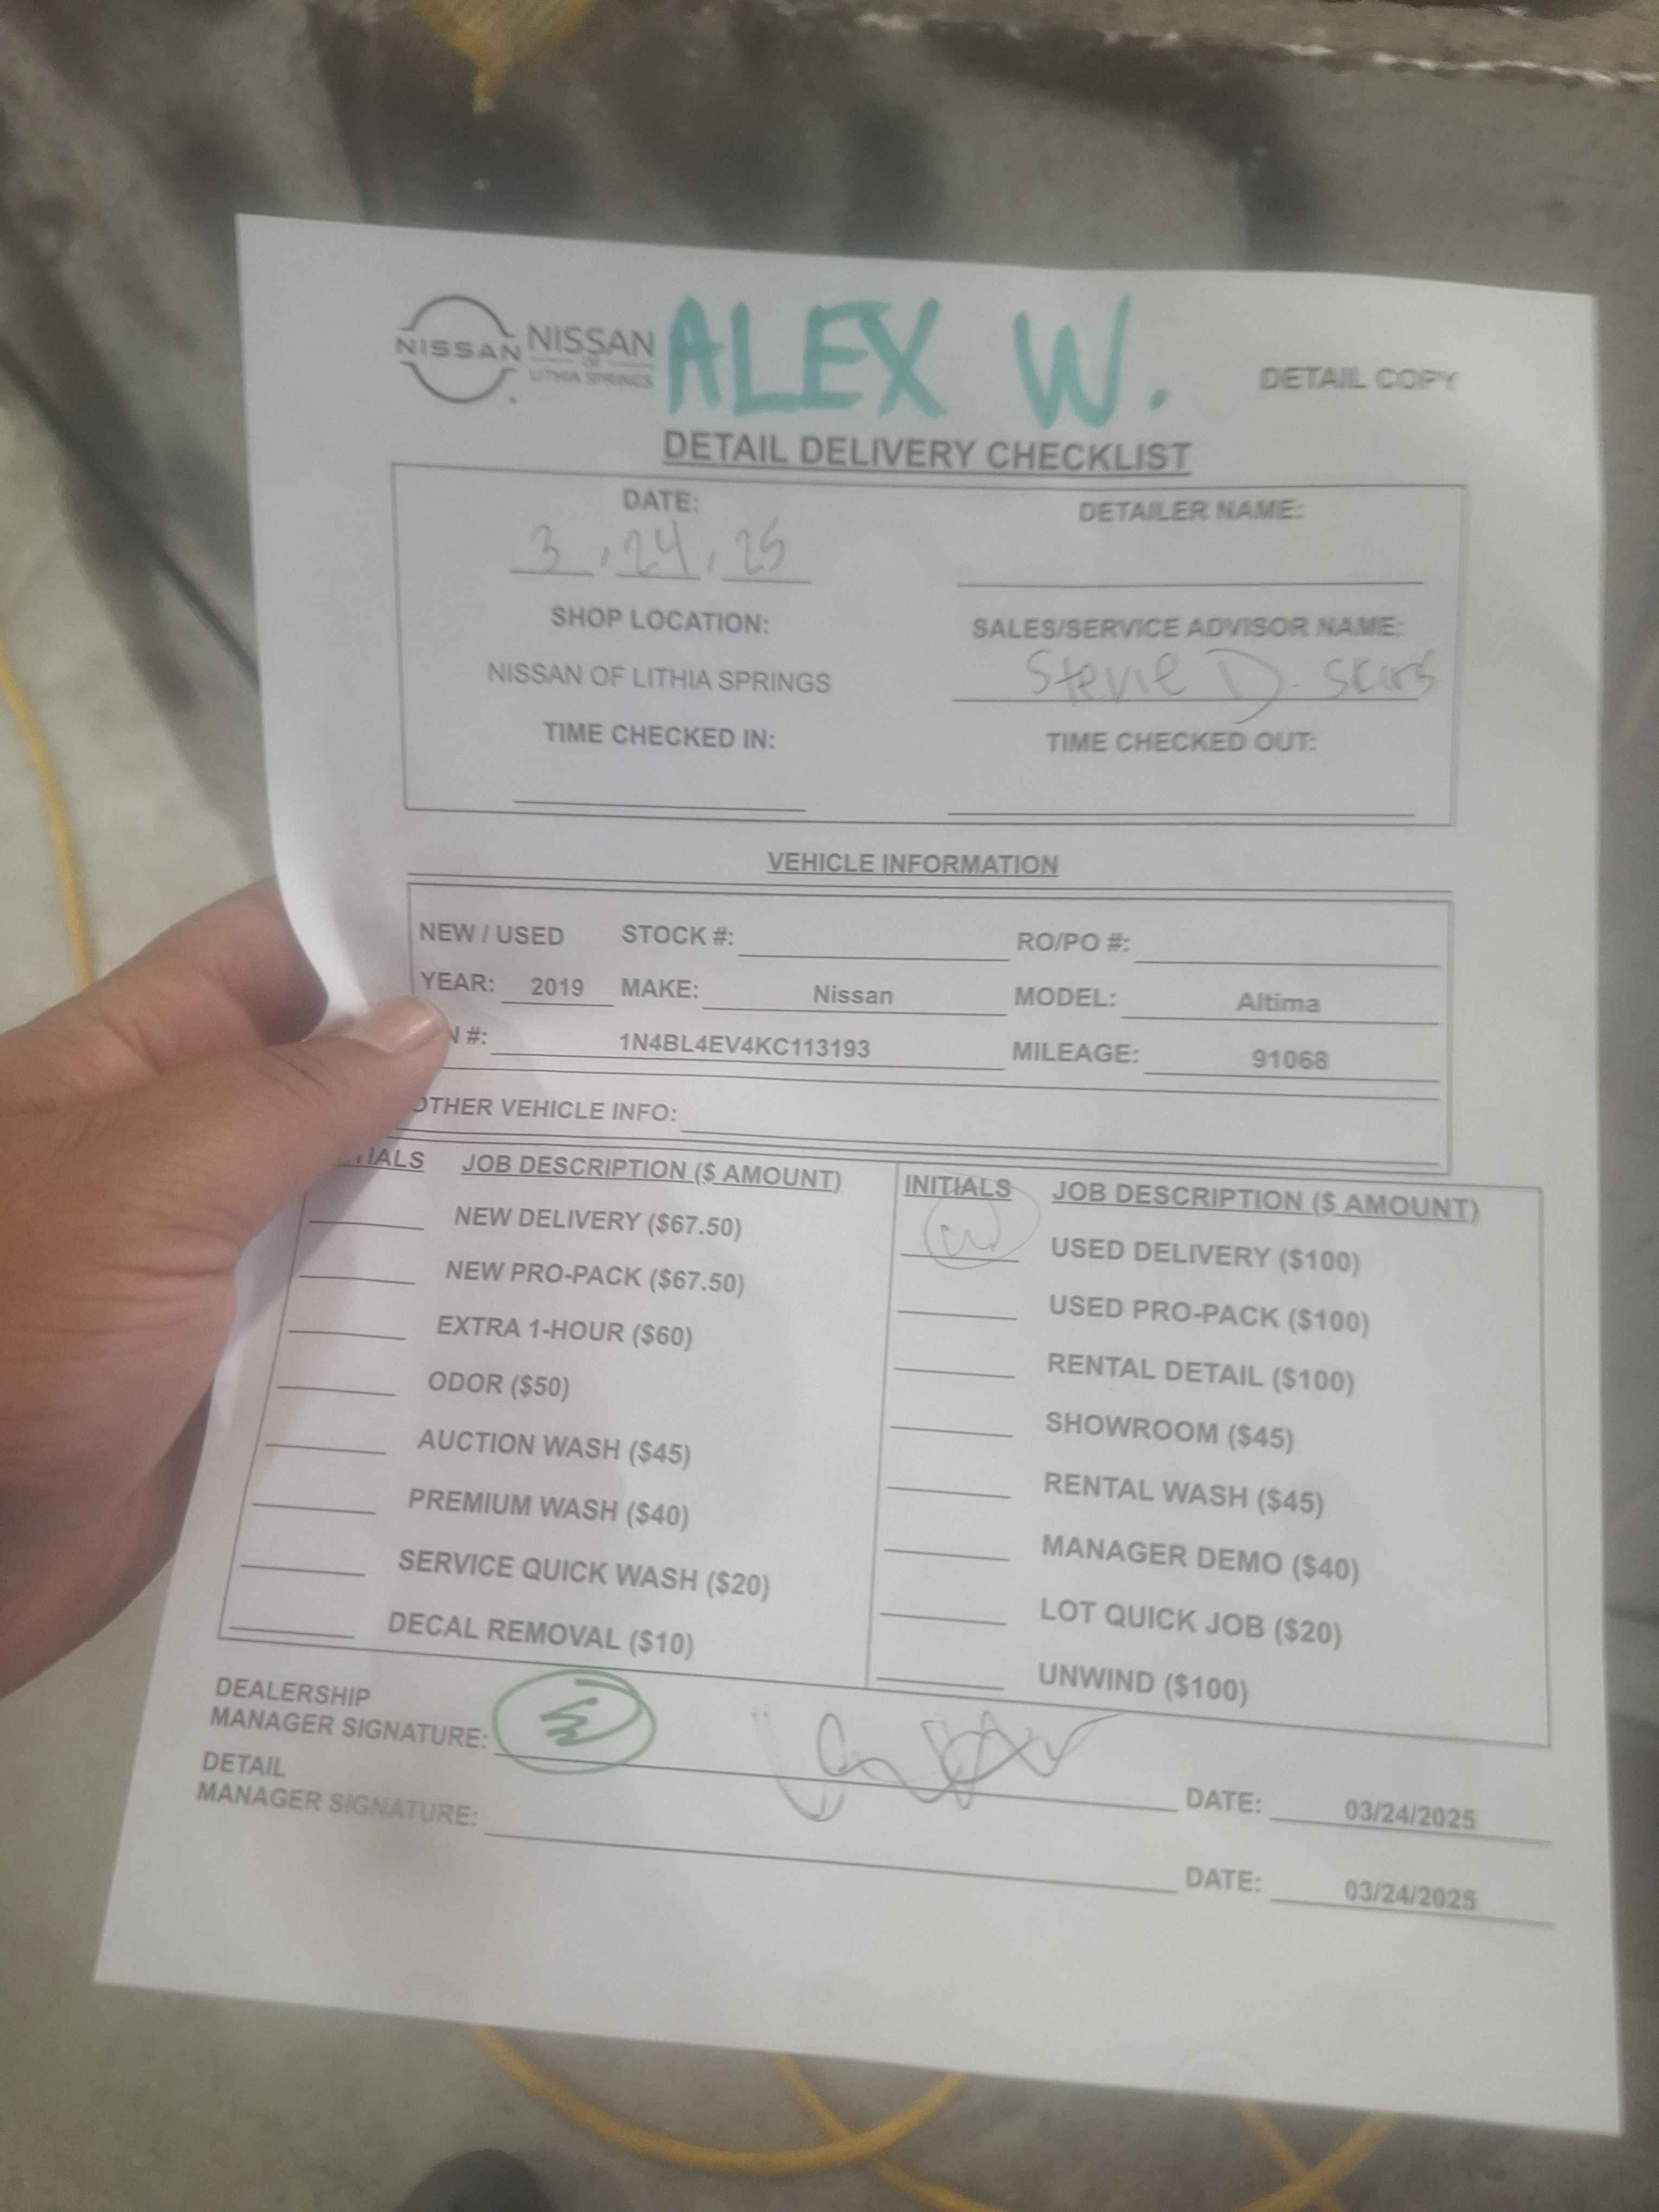 NISSAN NISSAN OF LITHIA SPRINGS ALEX W. DETAIL COPY
DETAIL DELIVERY CHECKLIST
DATE: DETAILER NAME:
3, 24, 25
SHOP LOCATION: SALES/SERVICE ADVISOR NAME:
NISSAN OF LITHIA SPRINGS Stevie D.
TIME CHECKED IN: TIME CHECKED OUT:
VEHICLE INFORMATION
NEW / USED STOCK #: RO/PO #:
YEAR: 2019 MAKE: Nissan MODEL: Altima
N #: 1N4BL4EV4KC113193 MILEAGE: 91068
OTHER VEHICLE INFO:
TIALS JOB DESCRIPTION ($ AMOUNT) INITIALS JOB DESCRIPTION ($ AMOUNT)
NEW DELIVERY ($67.50) USED DELIVERY ($100)
NEW PRO-PACK ($67.50) USED PRO-PACK ($100)
EXTRA 1-HOUR ($60) RENTAL DETAIL ($100)
ODOR ($50) SHOWROOM ($45)
AUCTION WASH ($45) RENTAL WASH ($45)
PREMIUM WASH ($40) MANAGER DEMO ($40)
SERVICE QUICK WASH ($20) LOT QUICK JOB ($20)
DECAL REMOVAL ($10) UNWIND ($100)
DEALERSHIP
MANAGER SIGNATURE: DATE: 03/24/2025
DETAIL
MANAGER SIGNATURE: DATE: 03/24/2025